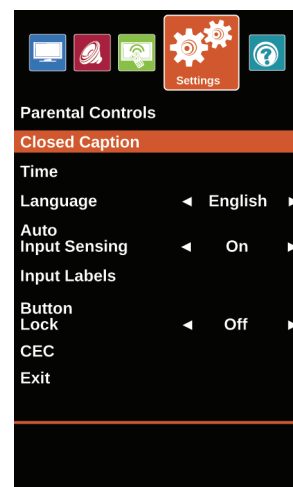 Settings
Parental Controls
Closed Caption
Time
Language ◄ English ►
Auto
Input Sensing ◄ On ►
Input Labels
Button
Lock ◄ Off ►
CEC
Exit